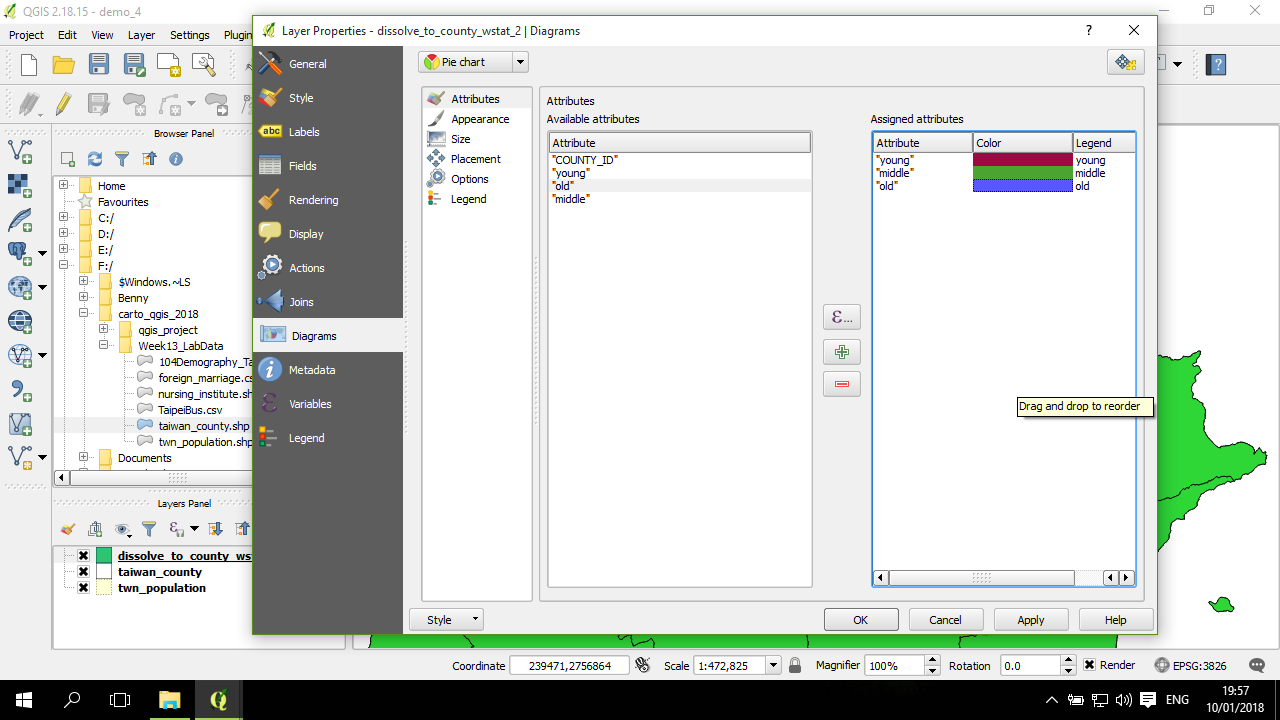 QGIS 2.18.15 - demo_4
Project Edit View Layer Settings
Browser Panel
Home
Favourites
C:/
D:/
E:/
F:/
$Windows.~LS
Benny
carto_qgis_2018
qgis_project
Week13_LabData
foreign_marriage.cs
nursing_institute.sh
TaipeiBus.csv
taiwan_county.shp
twn_population.shp
Documents
Layers Panel
dissolve_to_county_ws
taiwan_county
twn_population
Layer Properties - dissolve_to_county_wstat_2 | Diagrams
?
General
Style
abc Labels
Fields
Rendering
Display
Actions
Joins
Diagrams
Metadata
Variables
Legend
Pie chart
Attributes
Appearance
Size
Placement
Options
Legend
Attributes
Available attributes
Attribute
"COUNTY_ID"
"young"
"old"
"middle"
ε...
Assigned attributes
Attribute Color Legend
"young" young
"middle" middle
"old" old
Drag and drop to reorder
Style
OK Cancel Apply Help
Coordinate 239471,2756864 Scale 1:472,825 Magnifier 100% Rotation 0.0 Render EPSG:3826
ENG
19:57
10/01/2018